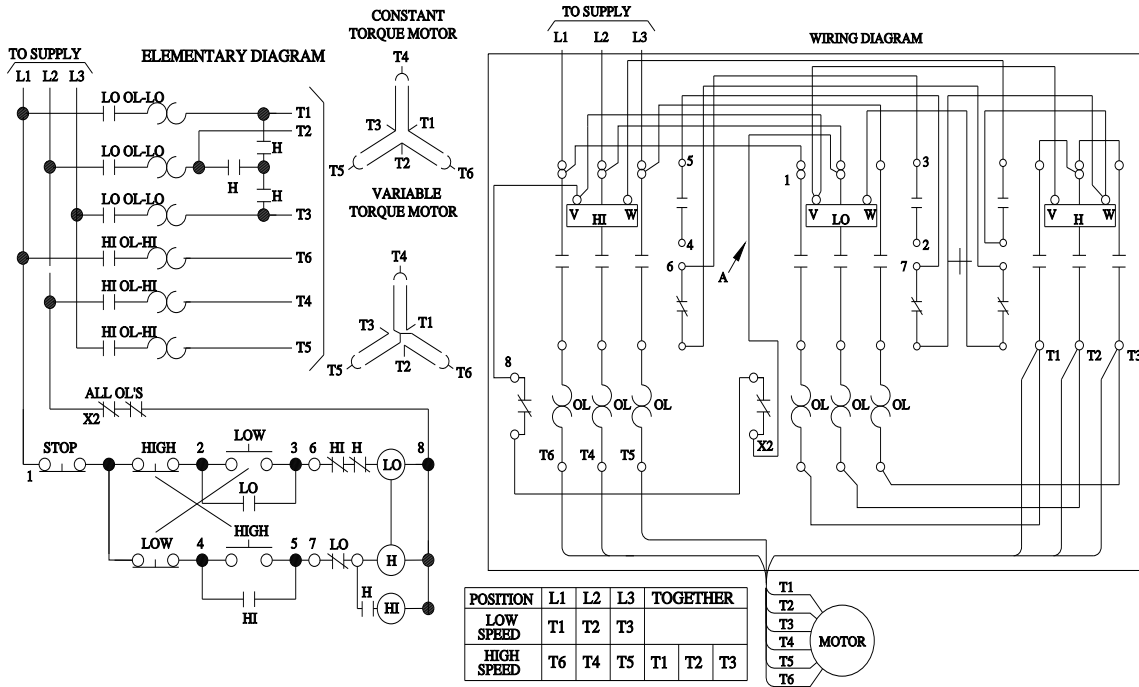 TO SUPPLY
L1 L2 L3
ELEMENTARY DIAGRAM
LO OL-LO
T1
T2
H
LO OL-LO
H
H
LO OL-LO
T3
HI OL-HI
T6
HI OL-HI
T4
HI OL-HI
T5
ALL OL'S
X2
STOP
1
HIGH
2
LOW
3
6
HI H
LO
8
LO
LOW
4
HIGH
5
7
LO
H
HI
H
HI
CONSTANT
TORQUE MOTOR
T4
T3
T1
T2
T5
T6
VARIABLE
TORQUE MOTOR
T4
T3
T1
T2
T5
T6
TO SUPPLY
L1 L2 L3
WIRING DIAGRAM
5
1
3
V HI W
V LO W
V H W
4
6
A
2
7
8
T1 T2 T3
OL OL OL
X2
OL OL OL
T6 T4 T5
POSITION L1 L2 L3 TOGETHER
LOW
SPEED
T1 T2 T3
HIGH
SPEED
T6 T4 T5 T1 T2 T3
T1
T2
T3
T4
T5
T6
MOTOR